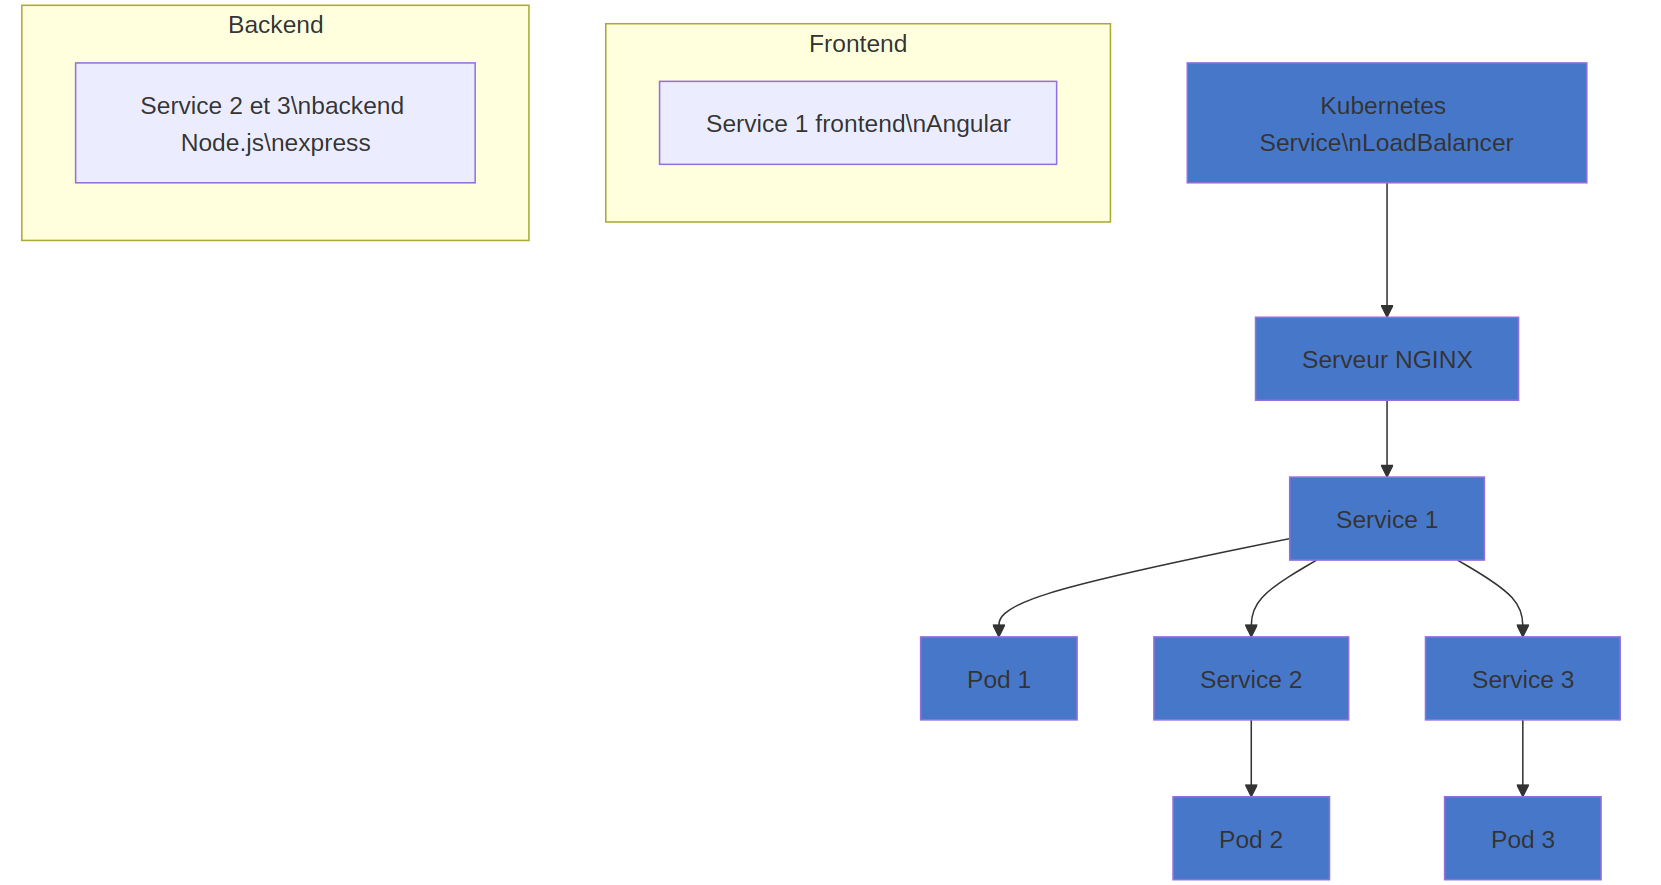 Backend
Service 2 et 3\nbackend
Node.js\nexpress
Frontend
Service 1 frontend\nAngular
Kubernetes
Service\nLoadBalancer
Serveur NGINX
Service 1
Pod 1
Service 2
Service 3
Pod 2
Pod 3